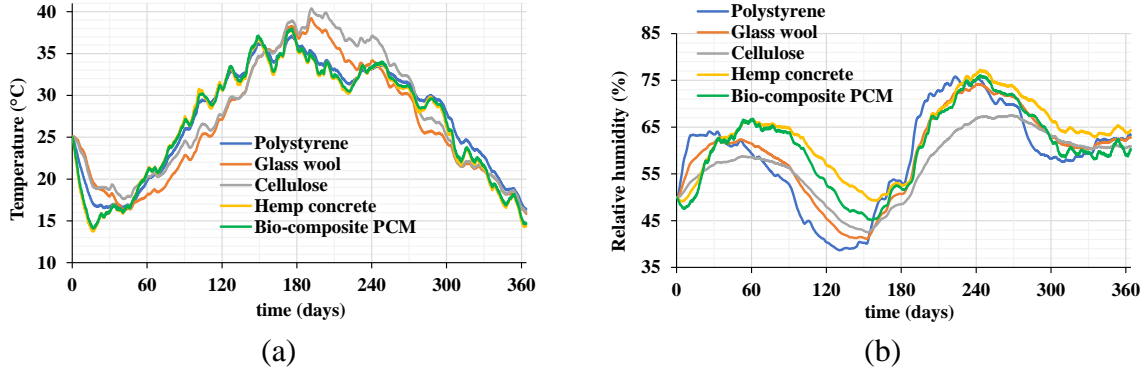 40
35
30
25
20
15
10
Temperature (°C)
Polystyrene
Glass wool
Cellulose
Hemp concrete
Bio-composite PCM
0 60 120 180 240 300 360
time (days)
(a)
85
75
65
55
45
35
Relative humidity (%)
Polystyrene
Glass wool
Cellulose
Hemp concrete
Bio-composite PCM
0 60 120 180 240 300 360
time (days)
(b)